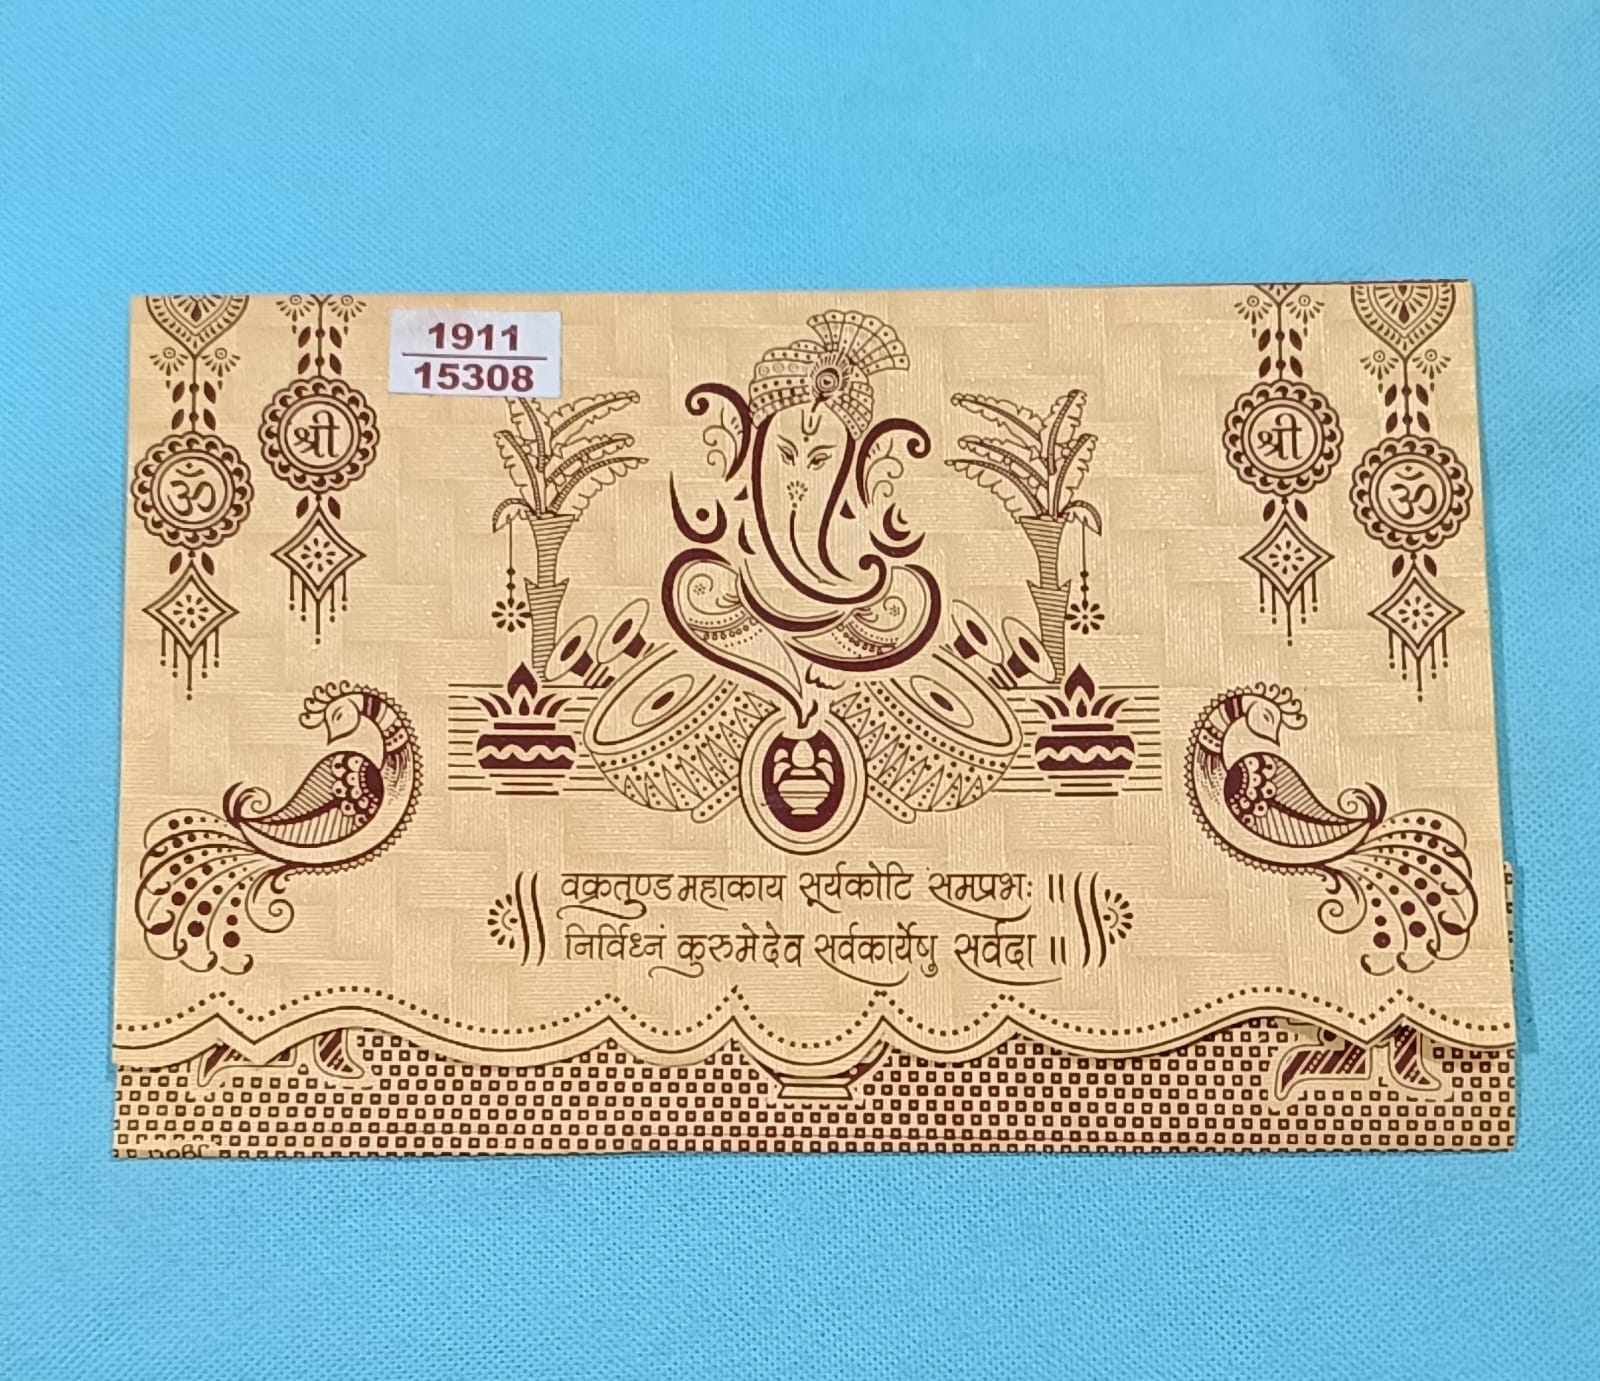 1911
15308
श्री
श्री
ॐ
ॐ
वक्रतुण्ड महाकाय सूर्यकोटि समप्रभः ॥
निर्विध्नं कुरुमेदेव सर्वकार्येषु सर्वदा ॥